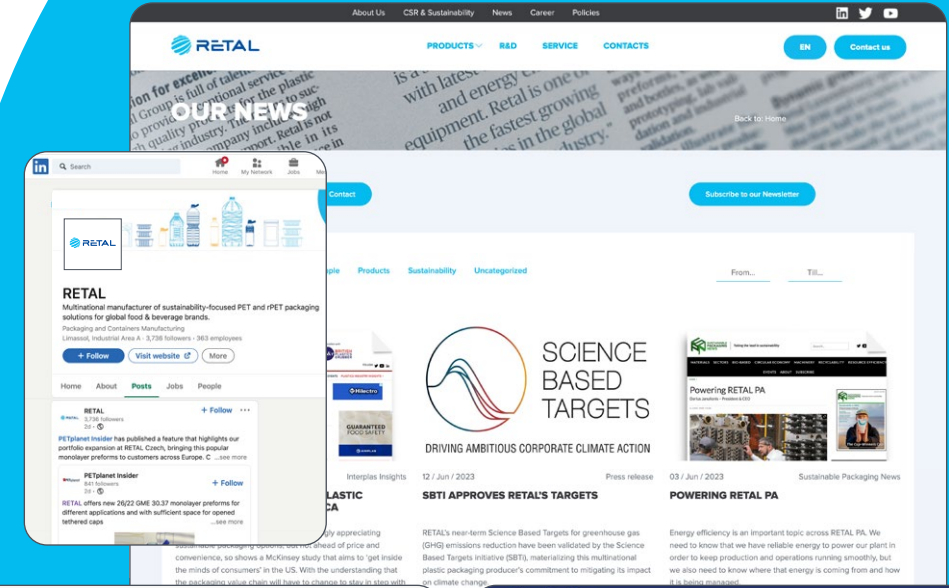 About Us CSR & Sustainability News Career Policies
RETAL
PRODUCTS R&D SERVICE CONTACTS
EN Contact us
OUR NEWS
Back to: Home
Contact
Subscribe to our Newsletter
Products Sustainability Uncategorized
From... Till...
in Search
Home My Network Jobs
RETAL
RETAL
Multinational manufacturer of sustainability-focused PET and rPET packaging
solutions for global food & beverage brands.
Packaging and Containers Manufacturing
Limassol, Industrial Area A · 3,736 followers · 363 employees
+ Follow Visit website More
Home About Posts Jobs People
RETAL
RETAL + Follow
3,736 followers
2d
PETplanet Insider has published a feature that highlights our
portfolio expansion at RETAL Czech, bringing this popular
monolayer preforms to customers across Europe. C ...see more
PETplanet Insider + Follow
841 followers
2d
RETAL offers new 26/22 GME 30.37 monolayer preforms for
different applications and with sufficient space for opened
tethered caps ...see more
Hilectro
GUARANTEED
FOOD SAFETY
SCIENCE
BASED
TARGETS
DRIVING AMBITIOUS CORPORATE CLIMATE ACTION
Powering RETAL PA
Interplas Insights
12 / Jun / 2023 Press release
SBTI APPROVES RETAL'S TARGETS
RETAL's near-term Science Based Targets for greenhouse gas
(GHG) emissions reduction have been validated by the Science
Based Targets initiative (SBTi), materializing this multinational
plastic packaging producer's commitment to mitigating its impact
on climate change.
03 / Jun / 2023 Sustainable Packaging News
POWERING RETAL PA
Energy efficiency is an important topic across RETAL PA. We
need to know that we have reliable energy to power our plant in
order to keep production and operations running smoothly, but
we also need to know where that energy is coming from and how
it is being managed.
convenience, so shows a McKinsey study that aims to 'get inside
the minds of consumers' in the US. With the understanding that
the packaging value chain will have to change to stay in step with